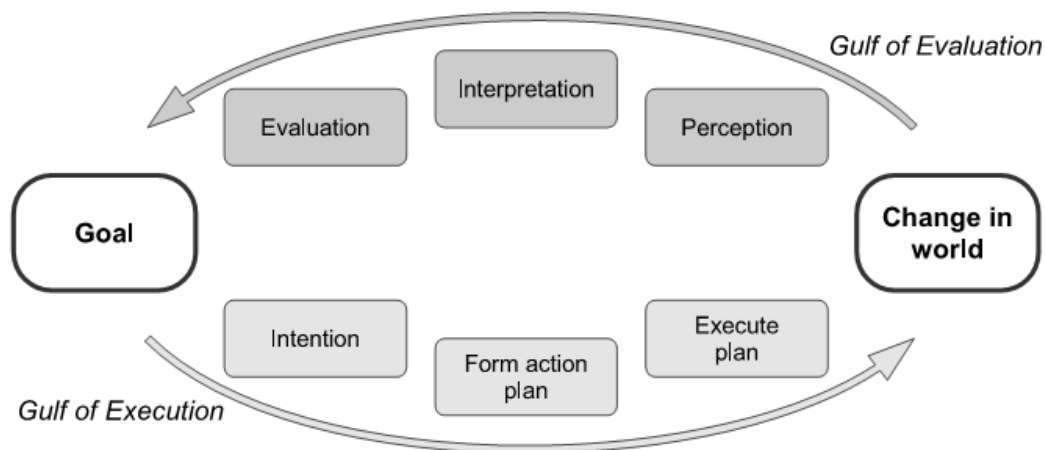 Gulf of Evaluation
Interpretation
Evaluation
Perception
Goal
Change in
world
Intention
Execute
plan
Form action
plan
Gulf of Execution